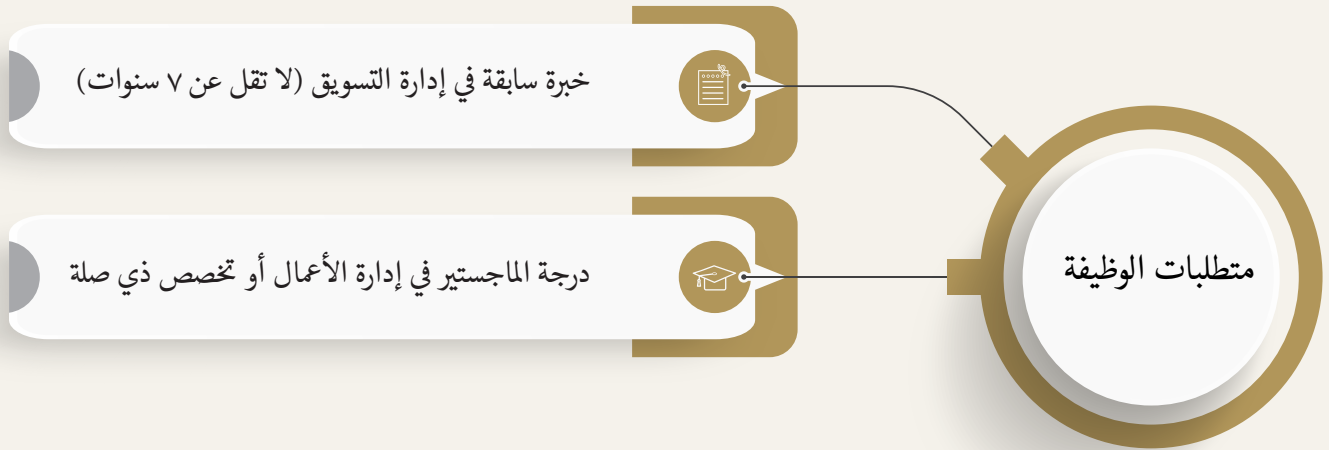 متطلبات الوظيفة
خبرة سابقة في إدارة التسويق (لا تقل عن ٧ سنوات)
درجة الماجستير في إدارة الأعمال أو تخصص ذي صلة